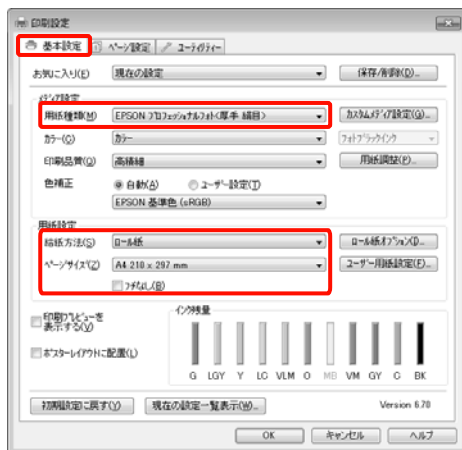 印刷設定
基本設定 ページ設定 ユーティリティー
お気に入り(F) 現在の設定 保存/削除(D)...
メディア設定
用紙種類(M) EPSON プロフェッショナルフォト<厚手 絹目> カスタムメディア設定(G)...
カラー(O) カラー フォトブラックインク
印刷品質(Q) 高精細 用紙調整(P)...
色補正 自動(A) ユーザー設定(T)
EPSON 基準色 (sRGB)
用紙設定
給紙方法(S) ロール紙 ロール紙オプション(I)...
ページサイズ(Z) A4 210 x 297 mm ユーザー用紙設定(E)...
フチなし(B)
印刷プレビューを
表示する(V)
インク残量
ポスターレイアウトに配置(L)
G LGY Y LC VLM O MB VM GY C BK
初期設定に戻す(Y) 現在の設定一覧表示(W)... Version 6.70
OK キャンセル ヘルプ